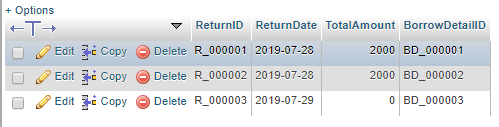 + Options
ReturnID ReturnDate TotalAmount BorrowDetailID
Edit Copy Delete R_000001 2019-07-28 2000 BD_000001
Edit Copy Delete R_000002 2019-07-28 2000 BD_000002
Edit Copy Delete R_000003 2019-07-29 0 BD_000003